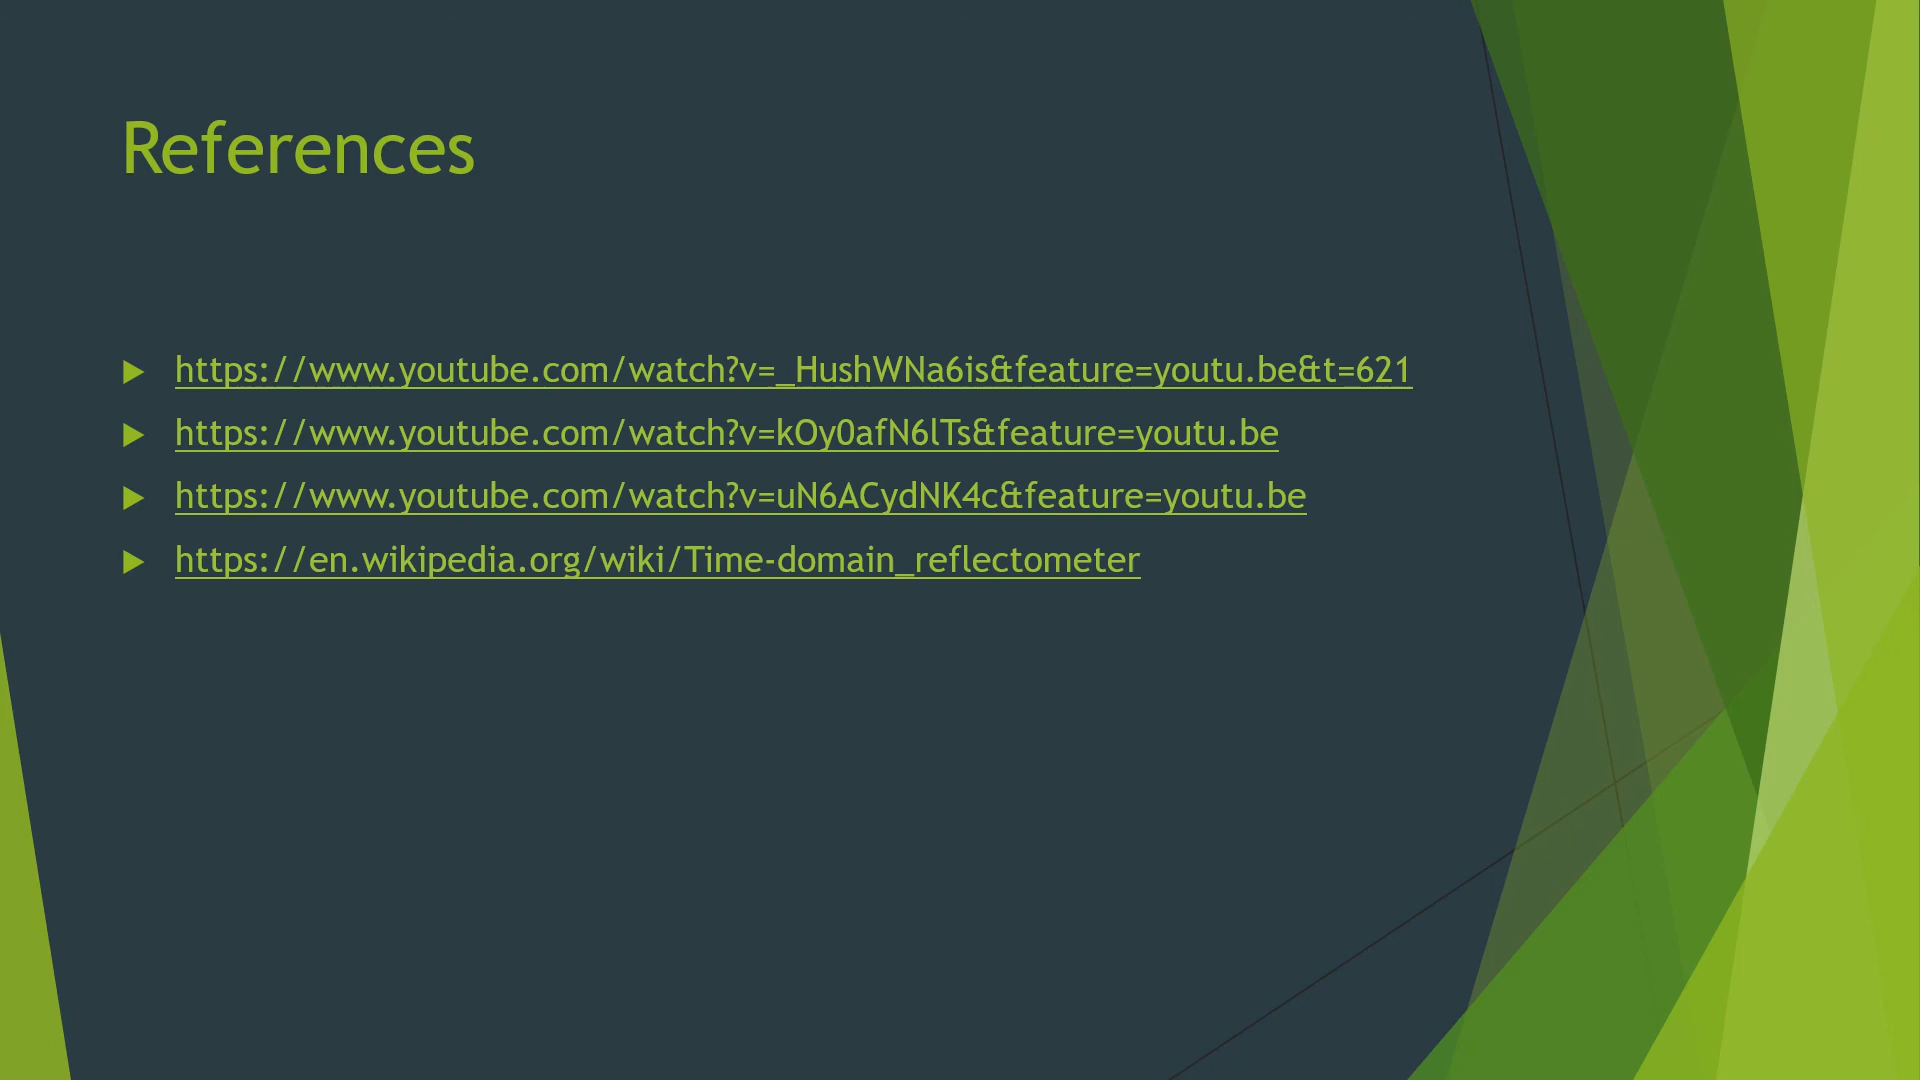 References
https://www.youtube.com/watch?v=_HushWNa6is&feature=youtu.be&t=621
https://www.youtube.com/watch?v=kOy0afN6lTs&feature=youtu.be
https://www.youtube.com/watch?v=uN6ACydNK4c&feature=youtu.be
https://en.wikipedia.org/wiki/Time-domain_reflectometer